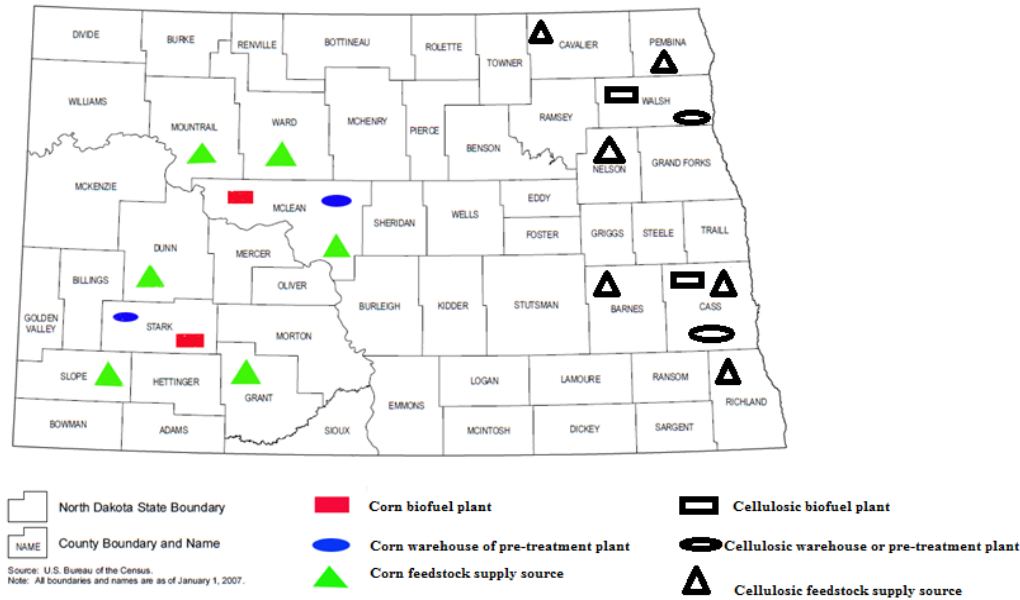 DIVIDE
BURKE
RENVILLE
BOTTINEAU
ROLETTE
TOWNER
CAVALIER
PEMBINA
WILLIAMS
MOUNTRAIL
WARD
MCHENRY
PIERCE
BENSON
RAMSEY
WALSH
MCKENZIE
NELSON
GRAND FORKS
MCLEAN
SHERIDAN
WELLS
EDDY
FOSTER
GRIGGS
STEELE
TRAILL
DUNN
MERCER
OLIVER
BILLINGS
GOLDEN
VALLEY
STARK
MORTON
BURLEIGH
KIDDER
STUTSMAN
BARNES
CASS
SLOPE
HETTINGER
GRANT
EMMONS
LOGAN
LAMOURE
RANSOM
RICHLAND
BOWMAN
ADAMS
SIOUX
MCINTOSH
DICKEY
SARGENT
North Dakota State Boundary
NAME
County Boundary and Name
Source: U.S. Bureau of the Census.
Note: All boundaries and names are as of January 1, 2007.
Corn biofuel plant
Corn warehouse of pre-treatment plant
Corn feedstock supply source
Cellulosic biofuel plant
Cellulosic warehouse or pre-treatment plant
Cellulosic feedstock supply source